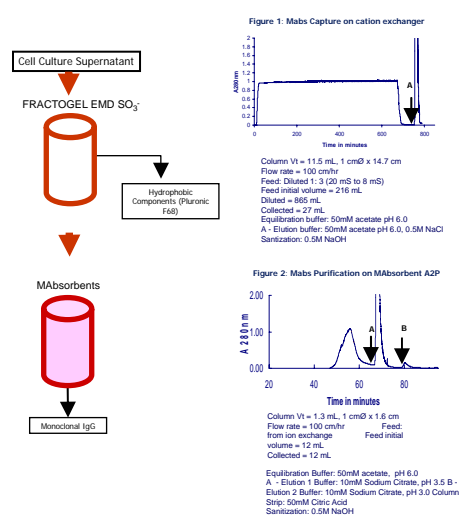 Cell Culture Supernatant
FRACTOGEL EMD SO3-
Hydrophobic
Components (Pluronic
F68)
MAbsorbents
Monoclonal IgG
Figure 1: Mabs Capture on cation exchanger
A280nm
2
1.8
1.6
1.4
1.2
1
0.8
0.6
0.4
0.2
0
A
0 200 400 600 800
Time in minutes
Column Vt = 11.5 mL, 1 cmØ x 14.7 cm
Flow rate = 100 cm/hr
Feed: Diluted 1: 3 (20 mS to 8 mS)
Feed initial volume = 216 mL
Diluted = 865 mL
Collected = 27 mL
Equilibration buffer: 50mM acetate pH 6.0
A - Elution buffer: 50mM acetate pH 6.0, 0.5M NaCl
Sanitization: 0.5M NaOH
Figure 2: Mabs Purification on MAbsorbent A2P
A 280nm
2.00
1.00
0.00
A
B
20 40 60 80
Time in minutes
Column Vt = 1.3 mL, 1 cmØ x 1.6 cm
Flow rate = 100 cm/hr Feed:
from ion exchange Feed initial
volume = 12 mL
Collected = 12 mL
Equilibration Buffer: 50mM acetate, pH 6.0
A - Elution 1 Buffer: 10mM Sodium Citrate, pH 3.5 B -
Elution 2 Buffer: 10mM Sodium Citrate, pH 3.0 Column
Strip: 50mM Citric Acid
Sanitization: 0.5M NaOH